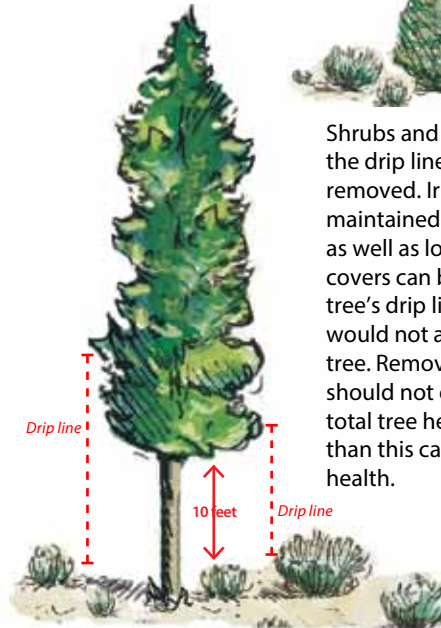 Shrubs and
the drip line
removed. Ir
maintained
as well as lo
covers can b
tree's drip li
would not a
tree. Remov
should not
total tree he
than this ca
health.
Drip line
10 feet
Drip line